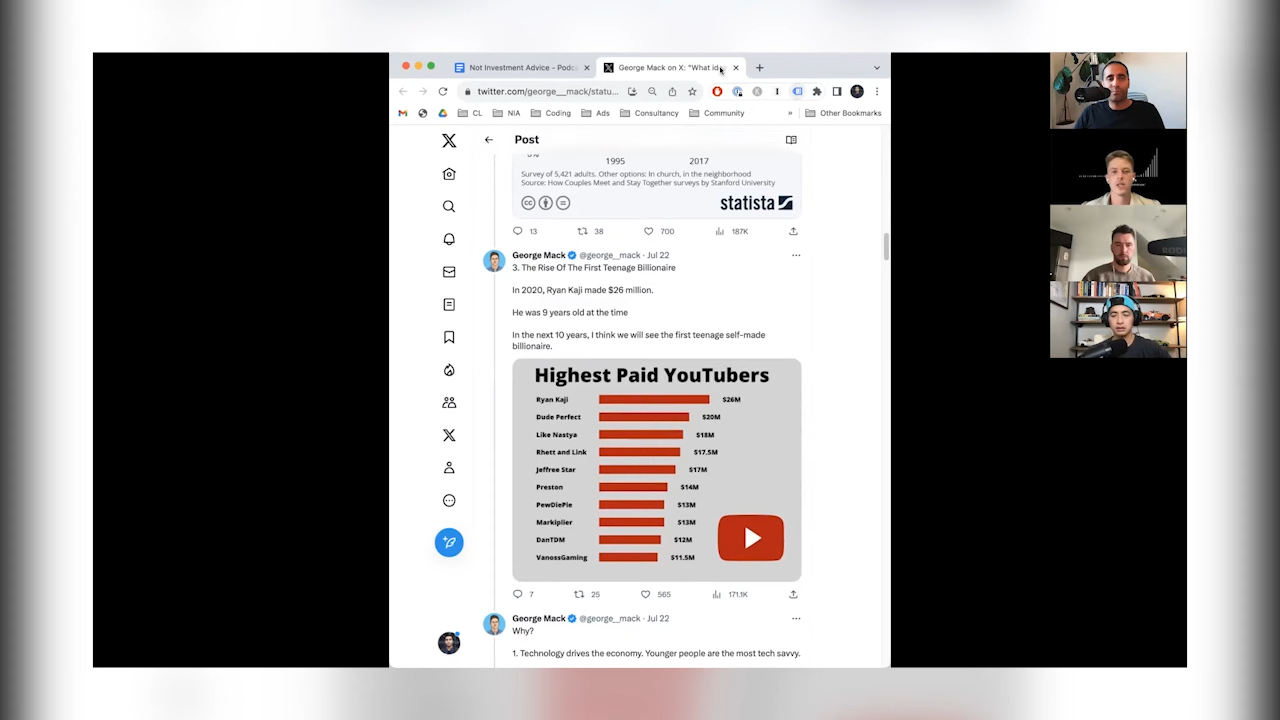 Not Investment Advice – Podc
George Mack on X: "What id
twitter.com/george__mack/statu...
CL
NIA
Coding
Ads
Consultancy
Community
»
Other Bookmarks
Post
1995 2017
Survey of 5,421 adults. Other options: In church, in the neighborhood
Source: How Couples Meet and Stay Together surveys by Stanford University
statista
13 38 700 187K
George Mack @george__mack · Jul 22
3. The Rise Of The First Teenage Billionaire
In 2020, Ryan Kaji made $26 million.
He was 9 years old at the time
In the next 10 years, I think we will see the first teenage self-made
billionaire.
Highest Paid YouTubers
Ryan Kaji $26M
Dude Perfect $20M
Like Nastya $18M
Rhett and Link $17.5M
Jeffree Star $17M
Preston $14M
PewDiePie $13M
Markiplier $13M
DanTDM $12M
VanossGaming $11.5M
7 25 565 171.1K
George Mack @george__mack · Jul 22
Why?
1. Technology drives the economy. Younger people are the most tech savvy.